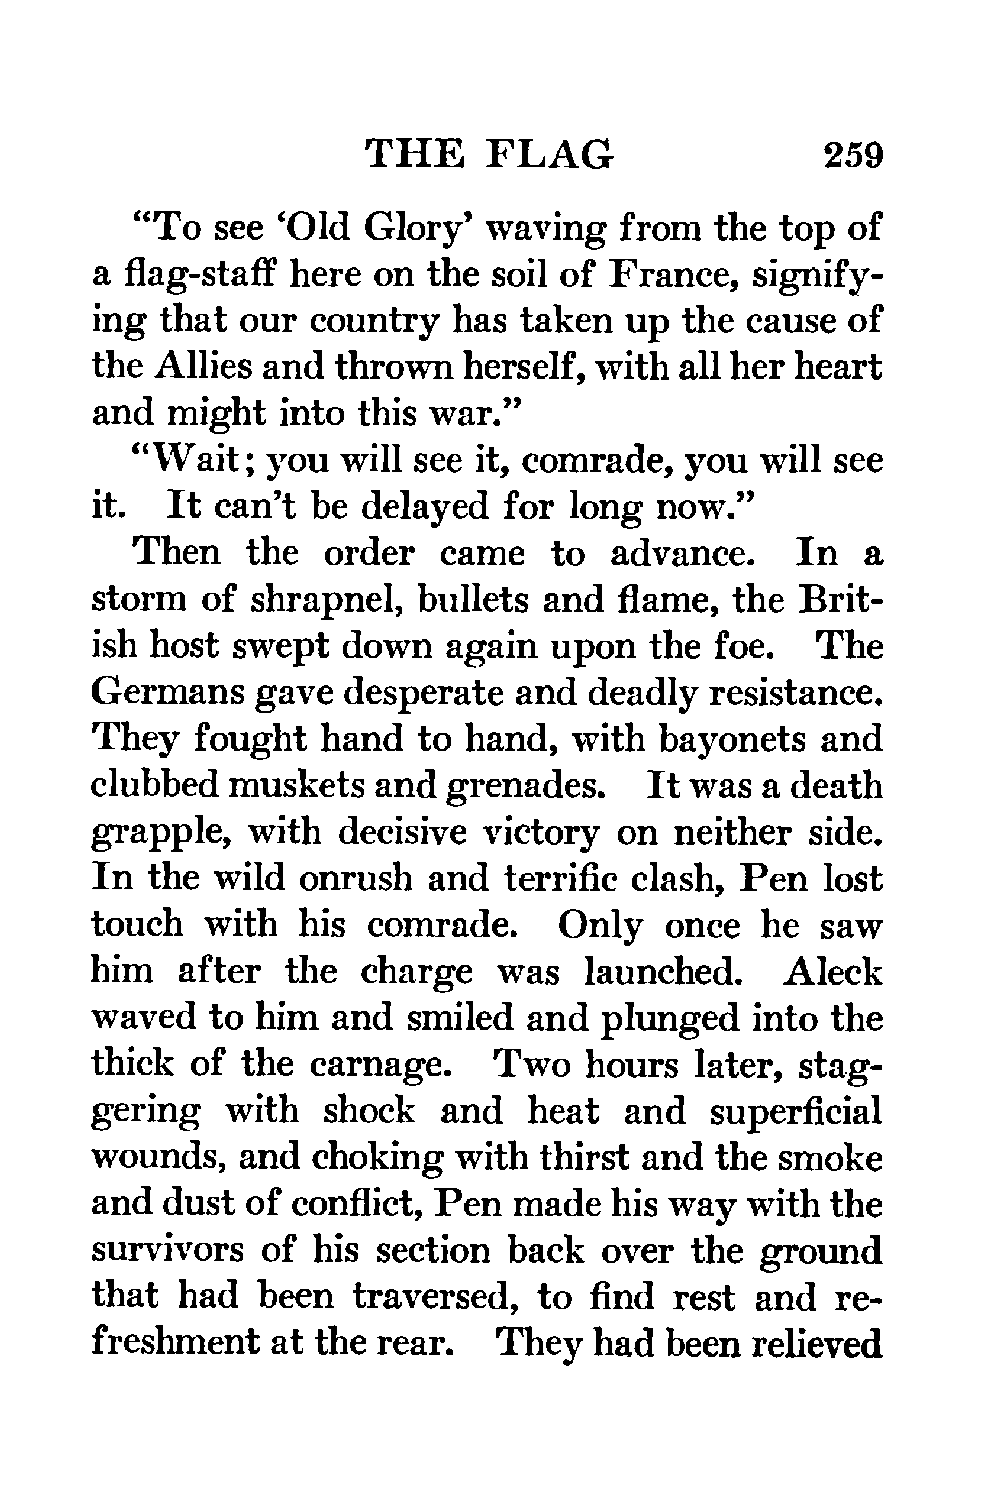 THE FLAG 259
“To see ‘Old Glory’ waving from the top of
a flag-staff here on the soil of France, signify-
ing that our country has taken up the cause of
the Allies and thrown herself, with all her heart
and might into this war.”
“Wait; you will see it, comrade, you will see
it. It can’t be delayed for long now.”
Then the order came to advance. In a
storm of shrapnel, bullets and flame, the Brit-
ish host swept down again upon the foe. The
Germans gave desperate and deadly resistance.
They fought hand to hand, with bayonets and
clubbed muskets and grenades. It was a death
grapple, with decisive victory on neither side.
In the wild onrush and terrific clash, Pen lost
touch with his comrade. Only once he saw
him after the charge was launched. Aleck
waved to him and smiled and plunged into the
thick of the carnage. Two hours later, stag-
gering with shock and heat and superficial
wounds, and choking with thirst and the smoke
and dust of conflict, Pen made his way with the
survivors of his section back over the ground
that had been traversed, to find rest and re-
freshment at the rear. They had been relieved